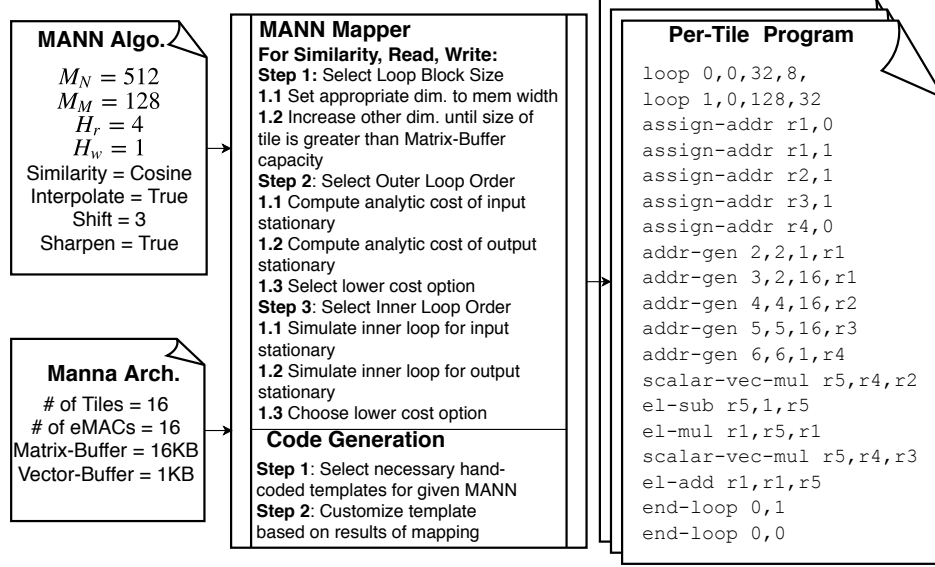 MANN Algo.
M_N = 512
M_M = 128
H_r = 4
H_w = 1
Similarity = Cosine
Interpolate = True
Shift = 3
Sharpen = True
Manna Arch.
# of Tiles = 16
# of eMACs = 16
Matrix-Buffer = 16KB
Vector-Buffer = 1KB
MANN Mapper
For Similarity, Read, Write:
Step 1: Select Loop Block Size
1.1 Set appropriate dim. to mem width
1.2 Increase other dim. until size of
tile is greater than Matrix-Buffer
capacity
Step 2: Select Outer Loop Order
1.1 Compute analytic cost of input
stationary
1.2 Compute analytic cost of output
stationary
1.3 Select lower cost option
Step 3: Select Inner Loop Order
1.1 Simulate inner loop for input
stationary
1.2 Simulate inner loop for output
stationary
1.3 Choose lower cost option
Code Generation
Step 1: Select necessary hand-
coded templates for given MANN
Step 2: Customize template
based on results of mapping
Per-Tile Program
loop 0,0,32,8,
loop 1,0,128,32
assign-addr r1,0
assign-addr r1,1
assign-addr r2,1
assign-addr r3,1
assign-addr r4,0
addr-gen 2,2,1,r1
addr-gen 3,2,16,r1
addr-gen 4,4,16,r2
addr-gen 5,5,16,r3
addr-gen 6,6,1,r4
scalar-vec-mul r5,r4,r2
el-sub r5,1,r5
el-mul r1,r5,r1
scalar-vec-mul r5,r4,r3
el-add r1,r1,r5
end-loop 0,1
end-loop 0,0